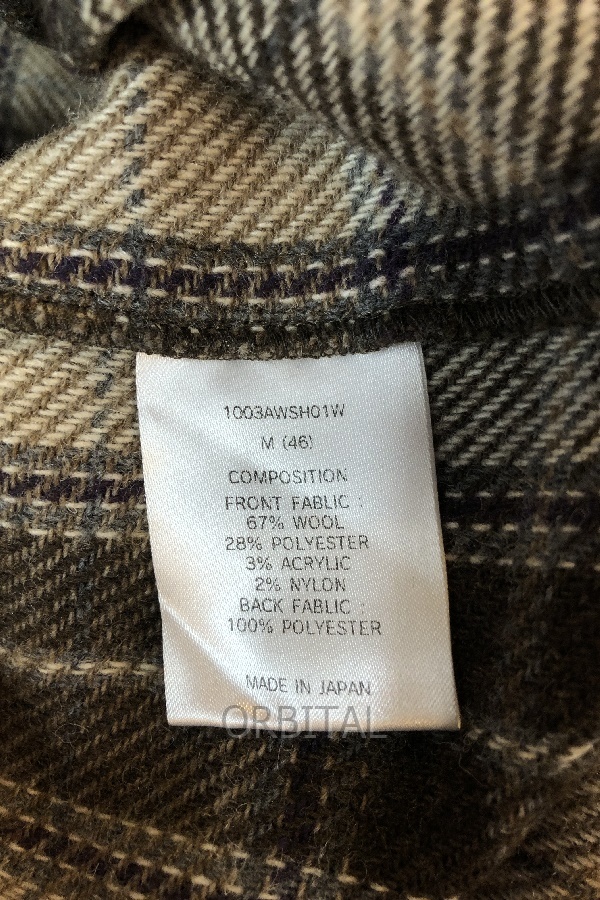 1003AWSH01W
M (46)
COMPOSITION
FRONT FABLIC :
67% WOOL
28% POLYESTER
3% ACRYLIC
2% NYLON
BACK FABLIC :
100% POLYESTER
MADE IN JAPAN
ORBITAL